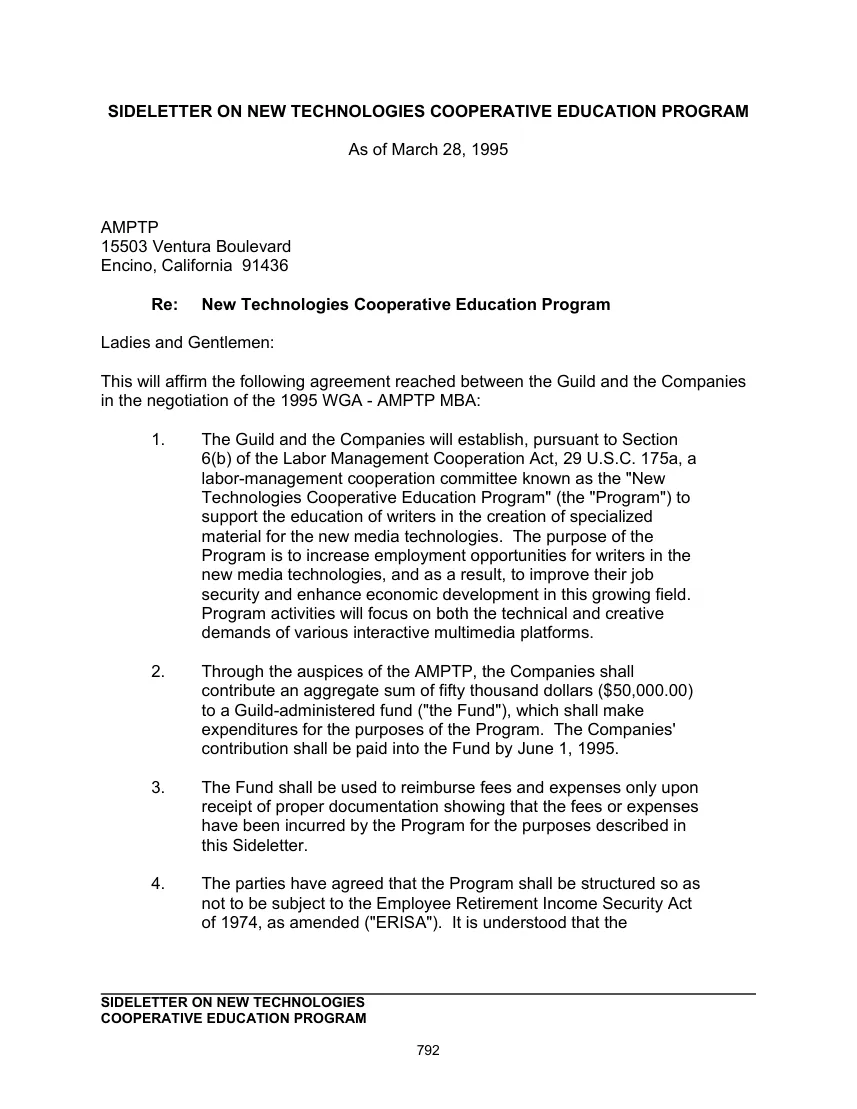 SIDELETTER ON NEW TECHNOLOGIES COOPERATIVE EDUCATION PROGRAM
As of March 28, 1995
AMPTP
15503 Ventura Boulevard
Encino, California  91436
Re: New Technologies Cooperative Education Program
Ladies and Gentlemen:
This will affirm the following agreement reached between the Guild and the Companies
in the negotiation of the 1995 WGA - AMPTP MBA:
1. The Guild and the Companies will establish, pursuant to Section
6(b) of the Labor Management Cooperation Act, 29 U.S.C. 175a, a
labor-management cooperation committee known as the "New
Technologies Cooperative Education Program" (the "Program") to
support the education of writers in the creation of specialized
material for the new media technologies.  The purpose of the
Program is to increase employment opportunities for writers in the
new media technologies, and as a result, to improve their job
security and enhance economic development in this growing field.
Program activities will focus on both the technical and creative
demands of various interactive multimedia platforms.
2. Through the auspices of the AMPTP, the Companies shall
contribute an aggregate sum of fifty thousand dollars ($50,000.00)
to a Guild-administered fund ("the Fund"), which shall make
expenditures for the purposes of the Program.  The Companies'
contribution shall be paid into the Fund by June 1, 1995.
3. The Fund shall be used to reimburse fees and expenses only upon
receipt of proper documentation showing that the fees or expenses
have been incurred by the Program for the purposes described in
this Sideletter.
4. The parties have agreed that the Program shall be structured so as
not to be subject to the Employee Retirement Income Security Act
of 1974, as amended ("ERISA").  It is understood that the
SIDELETTER ON NEW TECHNOLOGIES
COOPERATIVE EDUCATION PROGRAM
792